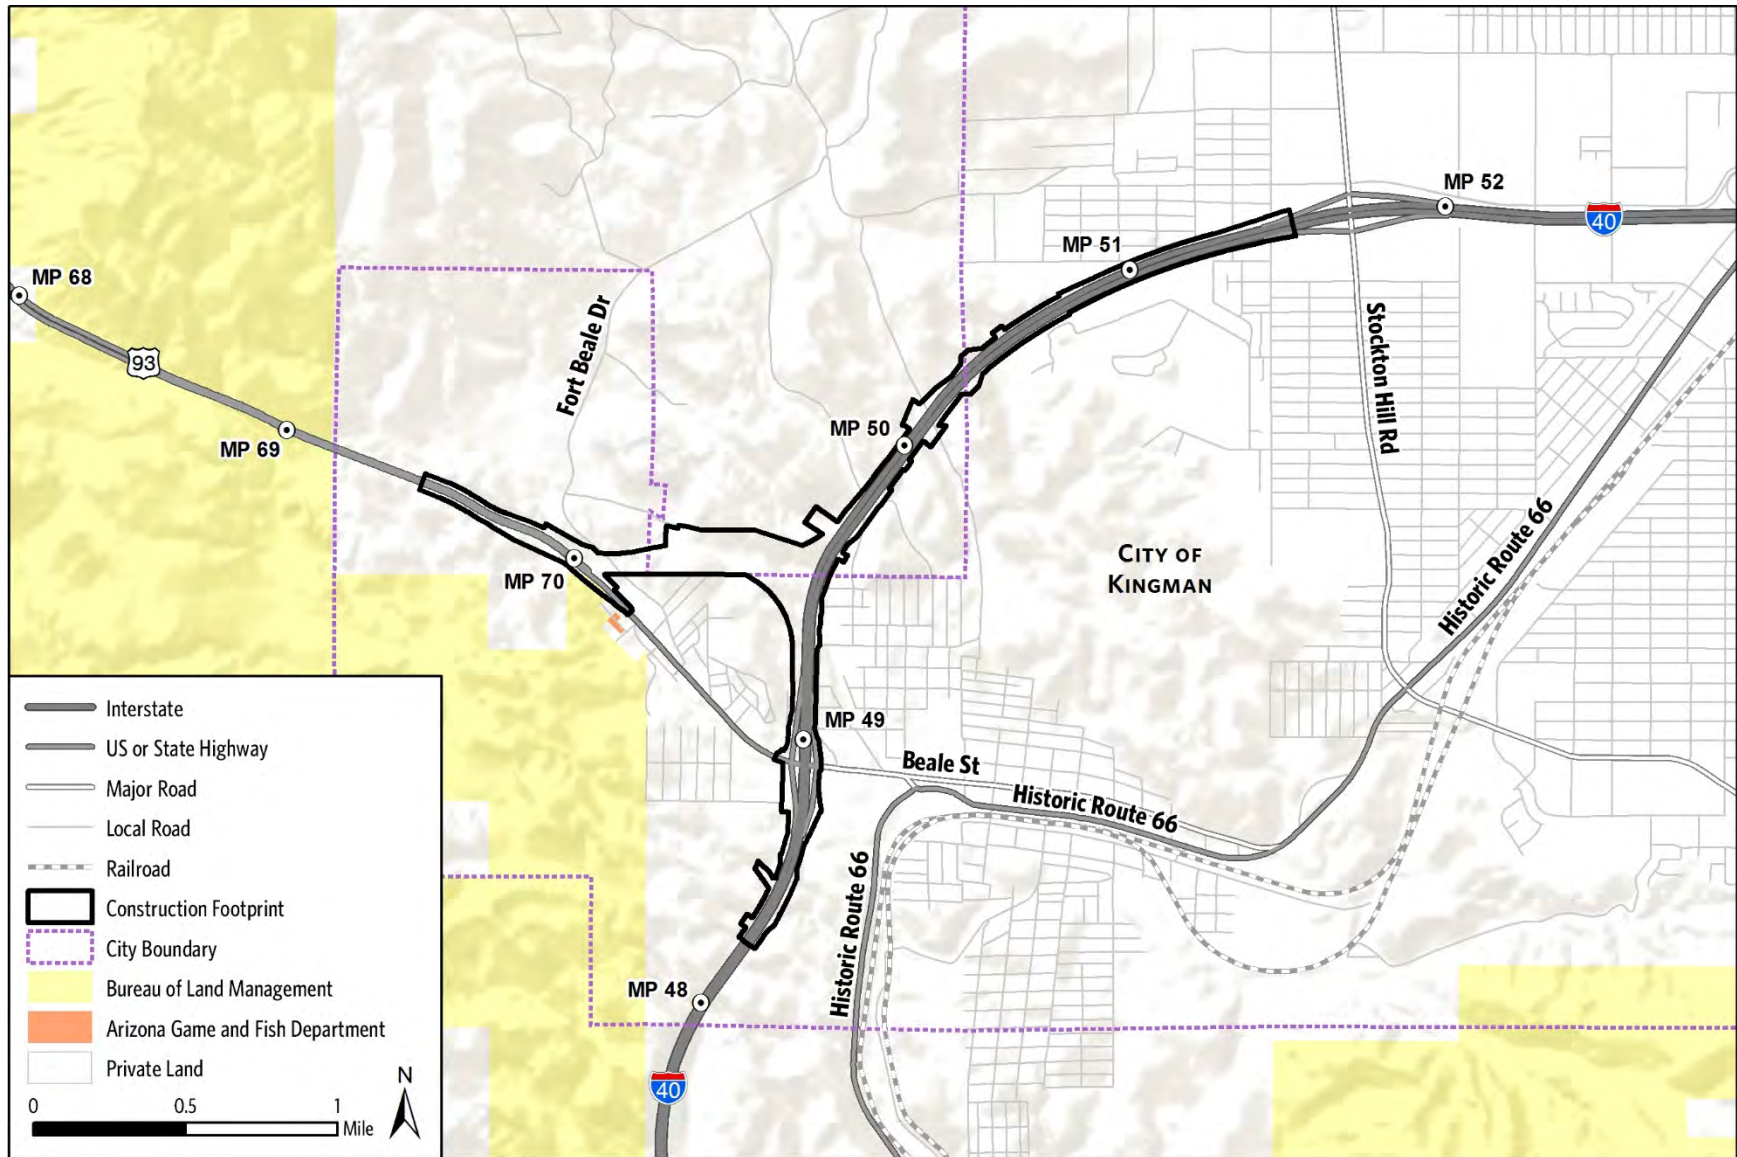 MP 52
40
MP 51
MP 68
93
Fort Beale Dr
Stockton Hill Rd
MP 69
MP 50
Historic Route 66
CITY OF
KINGMAN
MP 70
MP 49
Beale St
Historic Route 66
Historic Route 66
MP 48
40
Interstate
US or State Highway
Major Road
Local Road
Railroad
Construction Footprint
City Boundary
Bureau of Land Management
Arizona Game and Fish Department
Private Land
N
0 0.5 1
Mile